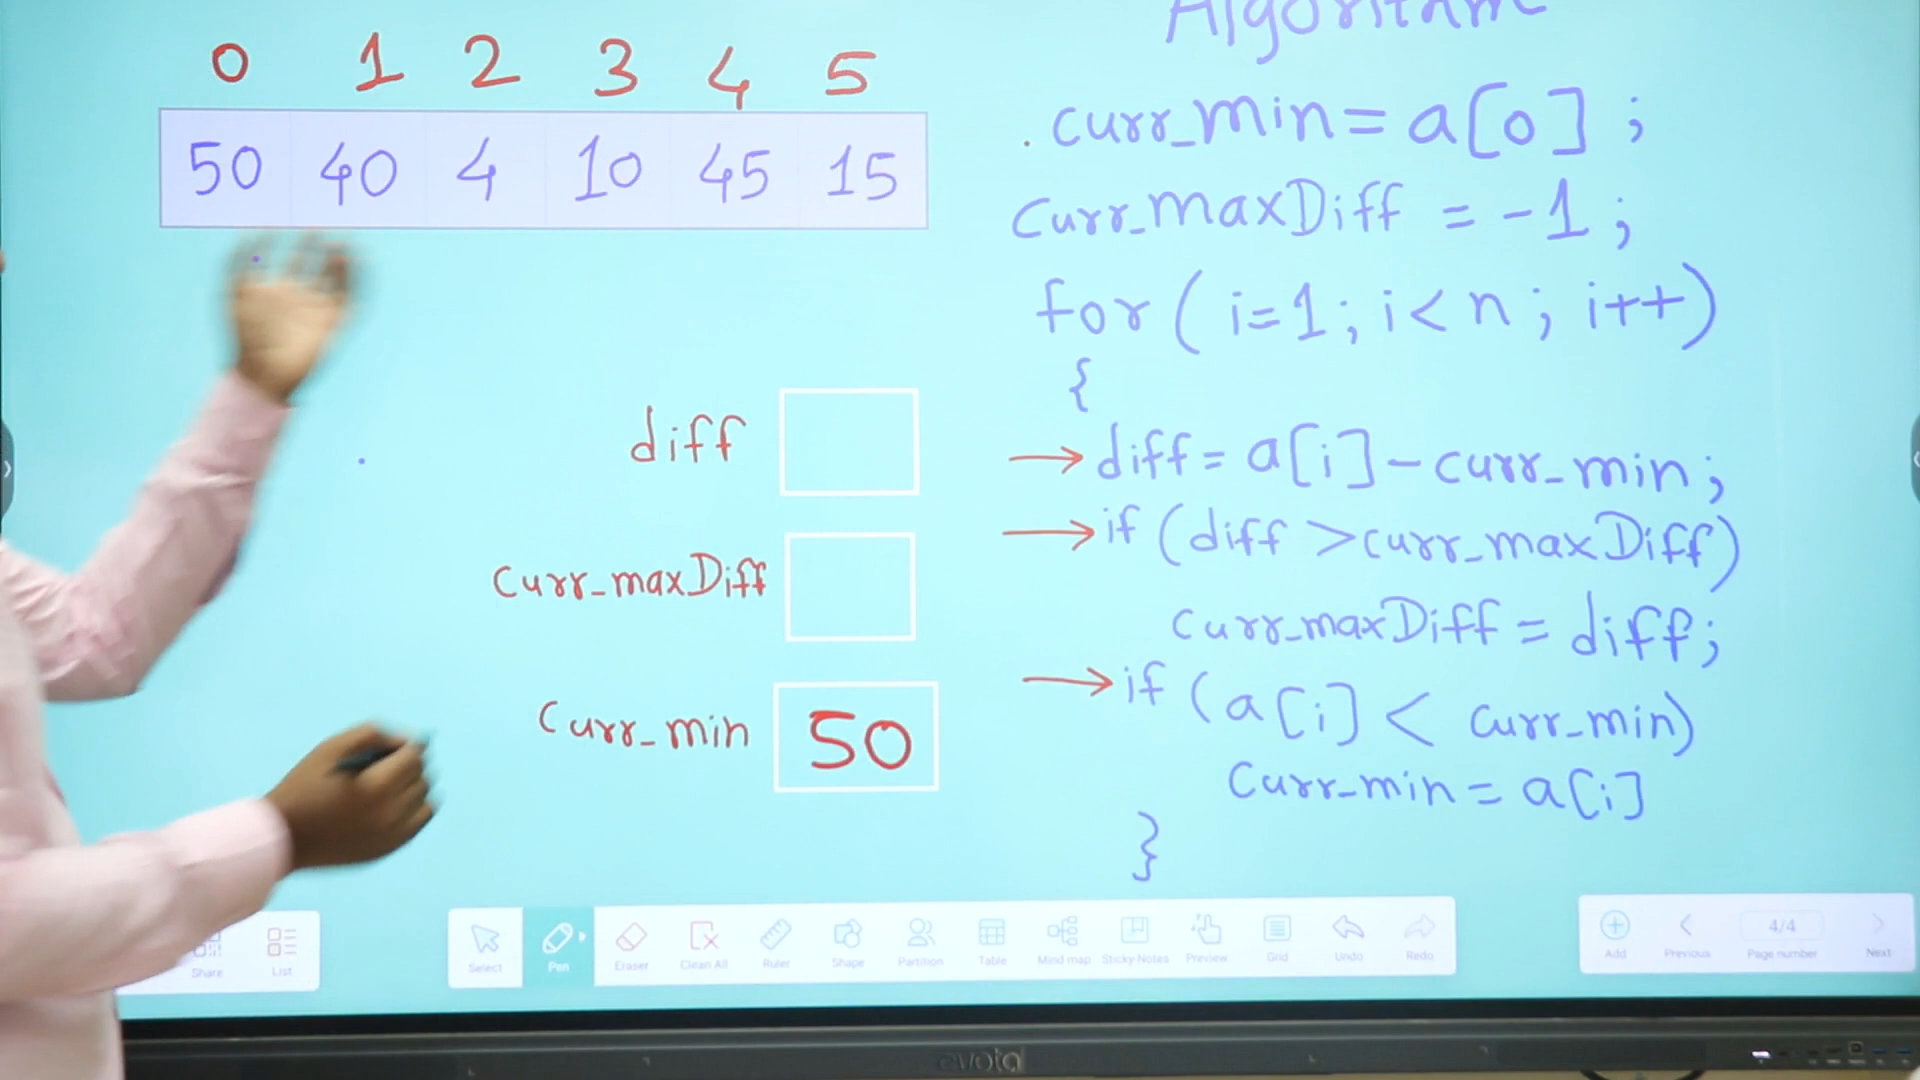 Algorithm
0 1 2 3 4 5
50 40 4 10 45 15
curr_min = a[0];
curr_maxDiff = -1;
for (i=1; i<n; i++)
{
diff = a[i] - curr_min;
if (diff > curr_maxDiff)
curr_maxDiff = diff;
if (a[i] < curr_min)
curr_min = a[i]
}
diff
curr_maxDiff
curr_min 50
Share List
Select Pen Eraser Clean All Ruler Shape Partition Table Mind map Sticky Notes Preview Grid Undo Redo
Add Previous 4/4 Page number Next